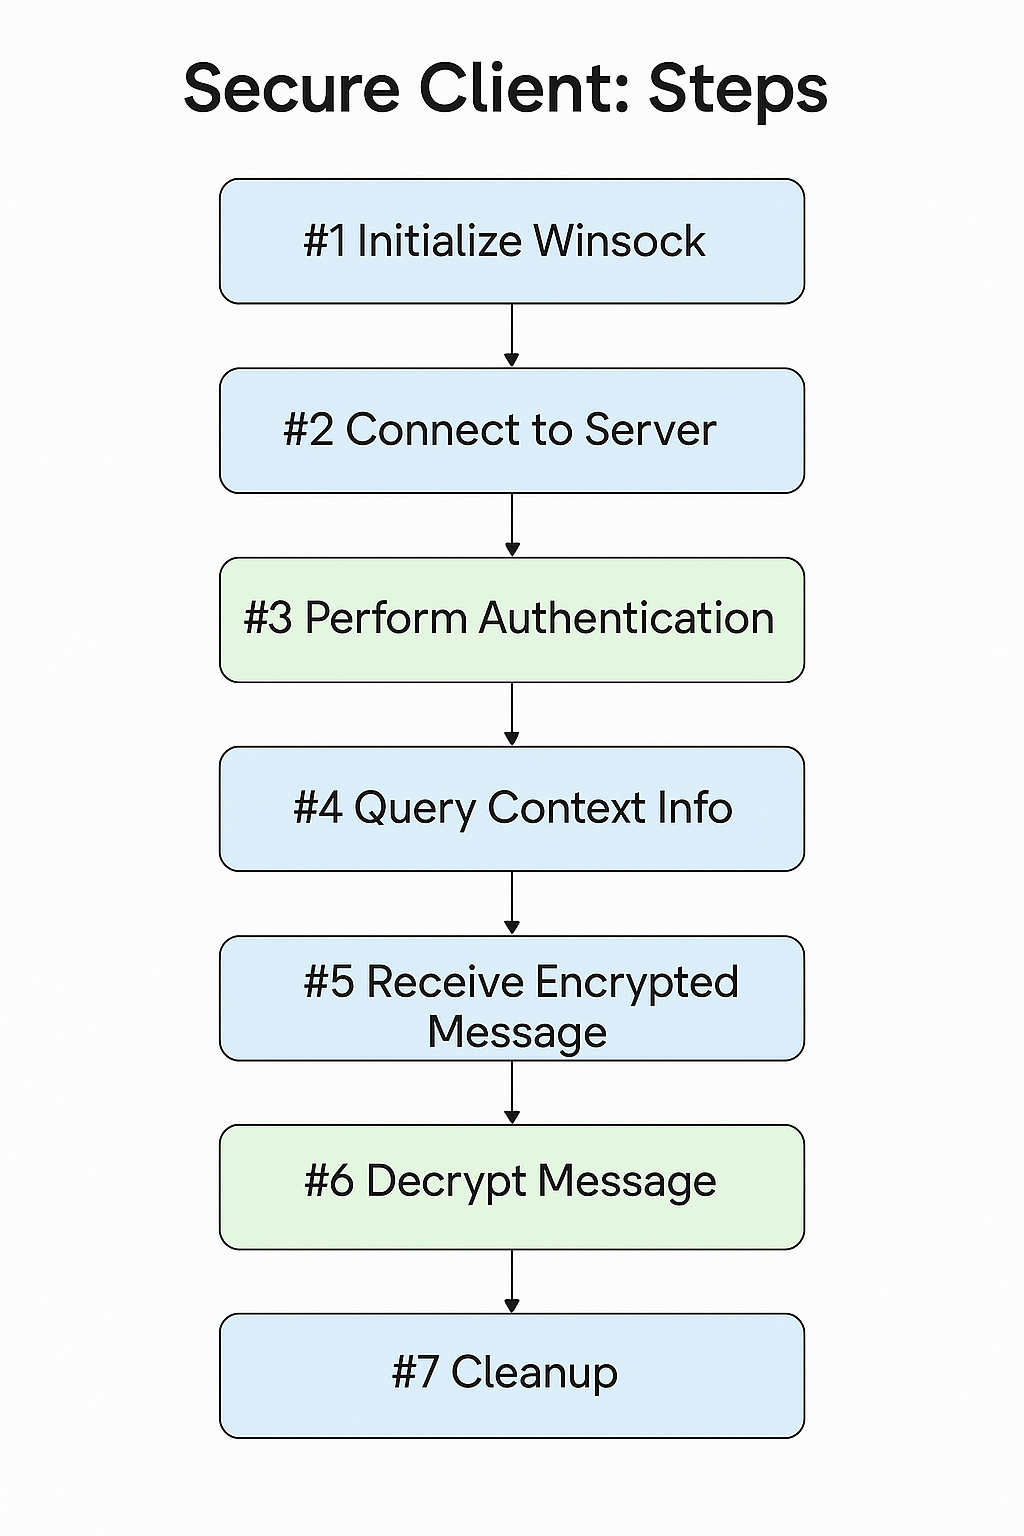 Secure Client: Steps
#1 Initialize Winsock
#2 Connect to Server
#3 Perform Authentication
#4 Query Context Info
#5 Receive Encrypted
Message
#6 Decrypt Message
#7 Cleanup